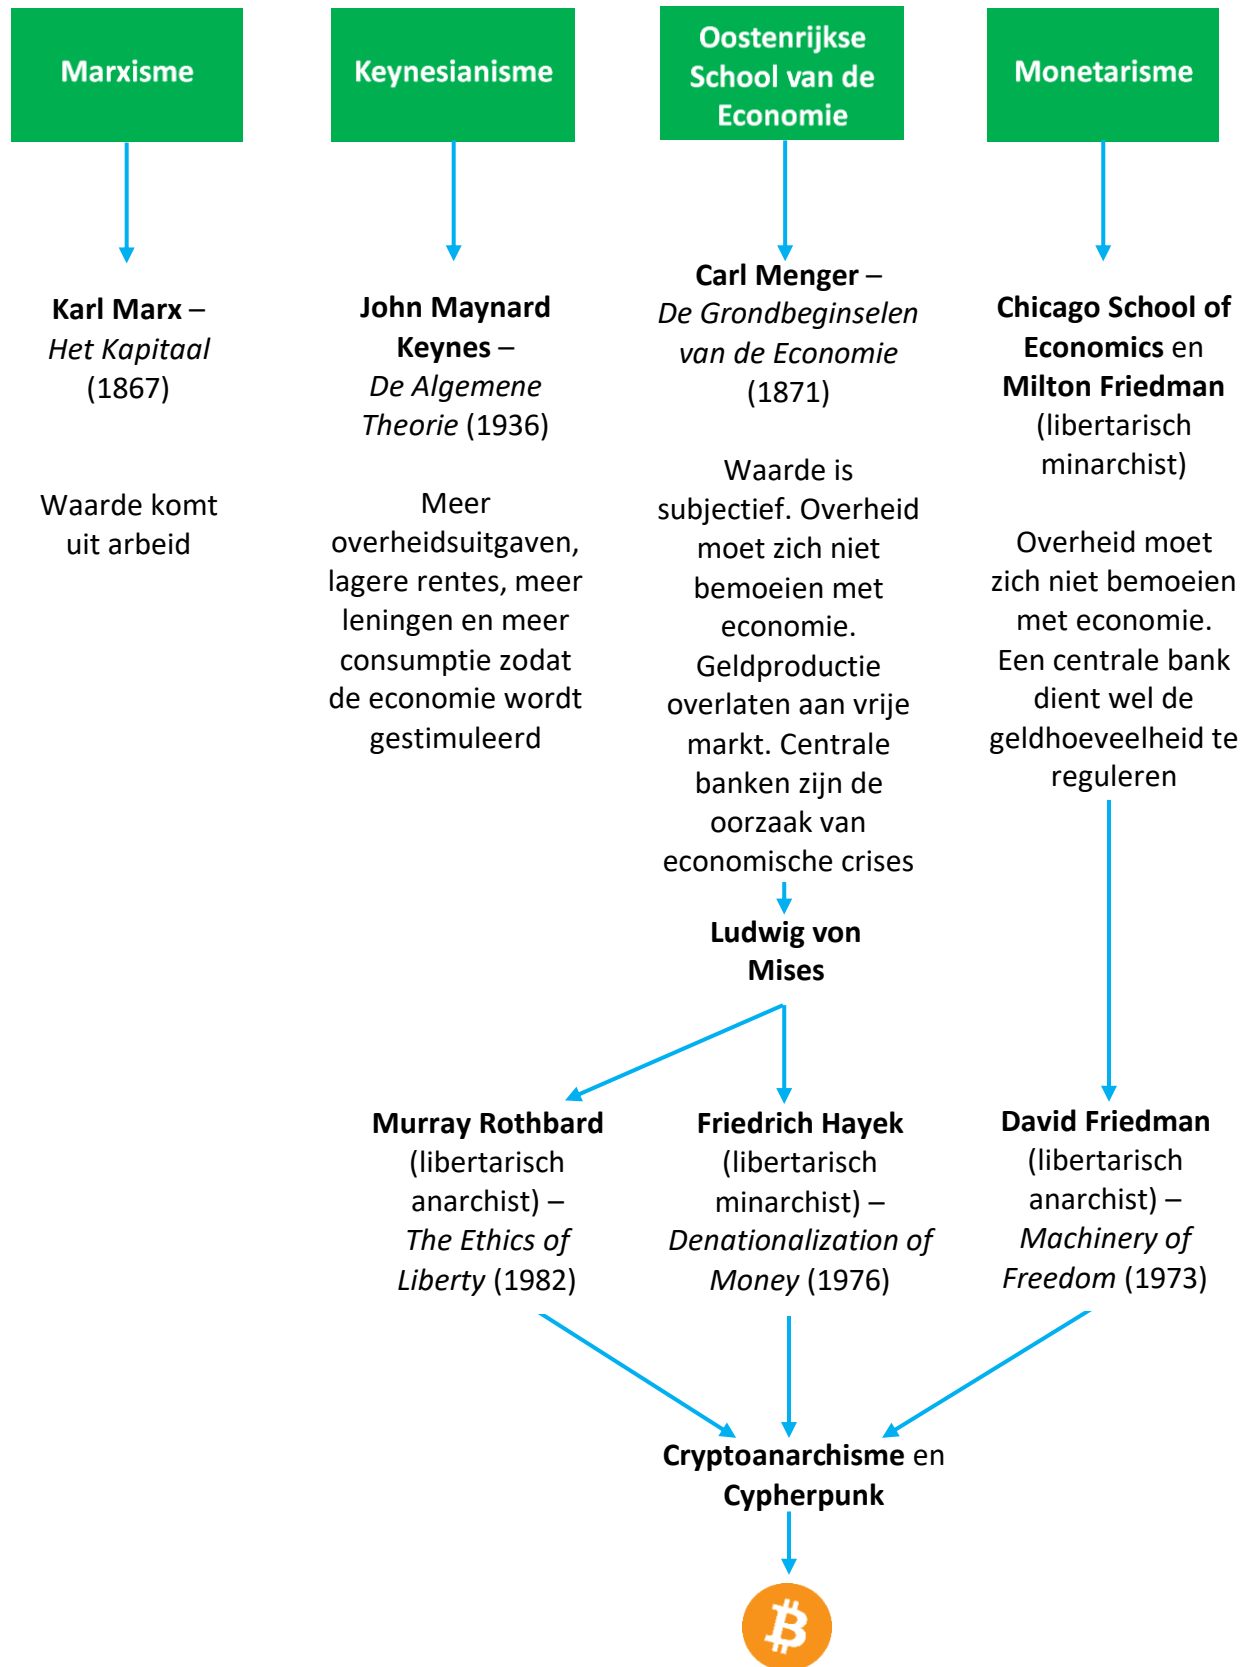 Marxisme
Keynesianisme
Oostenrijkse
School van de
Economie
Monetarisme
Karl Marx –
Het Kapitaal
(1867)
Waarde komt
uit arbeid
John Maynard
Keynes –
De Algemene
Theorie (1936)
Meer
overheidsuitgaven,
lagere rentes, meer
leningen en meer
consumptie zodat
de economie wordt
gestimuleerd
Carl Menger –
De Grondbeginselen
van de Economie
(1871)
Waarde is
subjectief. Overheid
moet zich niet
bemoeien met
economie.
Geldproductie
overlaten aan vrije
markt. Centrale
banken zijn de
oorzaak van
economische crises
Chicago School of
Economics en
Milton Friedman
(libertarisch
minarchist)
Overheid moet
zich niet bemoeien
met economie.
Een centrale bank
dient wel de
geldhoeveelheid te
reguleren
Ludwig von
Mises
Murray Rothbard
(libertarisch
anarchist) –
The Ethics of
Liberty (1982)
Friedrich Hayek
(libertarisch
minarchist) –
Denationalization of
Money (1976)
David Friedman
(libertarisch
anarchist) –
Machinery of
Freedom (1973)
Cryptoanarchisme en
Cypherpunk